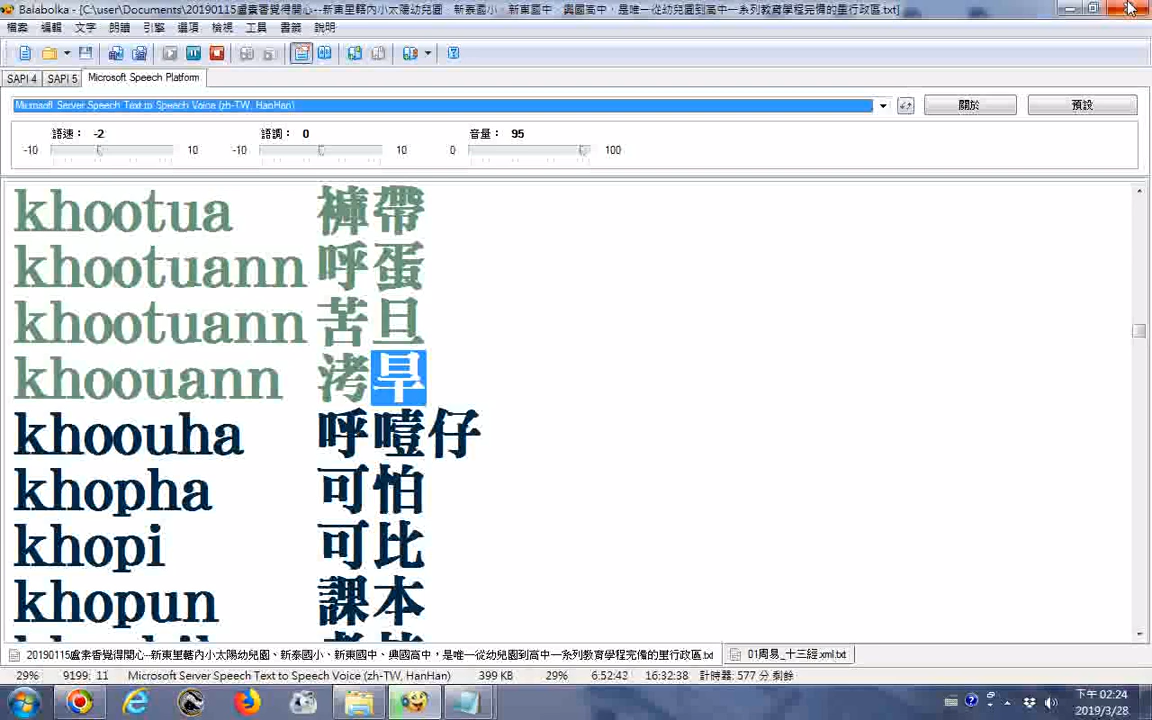 Balabolka - [C:\user\Documents\20190115盧素香覺得開心--新東里轄內小太陽幼兒園、新泰國小、新東國中、興國高中，是唯一從幼兒園到高中一系列教育學程完備的里行政區.txt]
檔案 編輯 文字 朗讀 引擎 選項 檢視 工具 書籤 說明
SAPI 4 SAPI 5 Microsoft Speech Platform
Microsoft Server Speech Text to Speech Voice (zh-TW, HanHan) 關於 預設
語速： -2 語調： 0 音量： 95
-10 10 -10 10 0 100
khootua 褲帶
khootuann 呼蛋
khootuann 苦旦
khoouann 洘旱
khoouha 呼噎仔
khopha 可怕
khopi 可比
khopun 課本
20190115盧素香覺得開心--新東里轄內小太陽幼兒園、新泰國小、新東國中、興國高中，是唯一從幼兒園到高中一系列教育學程完備的里行政區.txt 01周易_十三經.xml.txt
29% 9199: 11 Microsoft Server Speech Text to Speech Voice (zh-TW, HanHan) 399 KB 29% 6:52:43 16:32:38 計時器: 577 分 剩餘
下午 02:24
2019/3/28